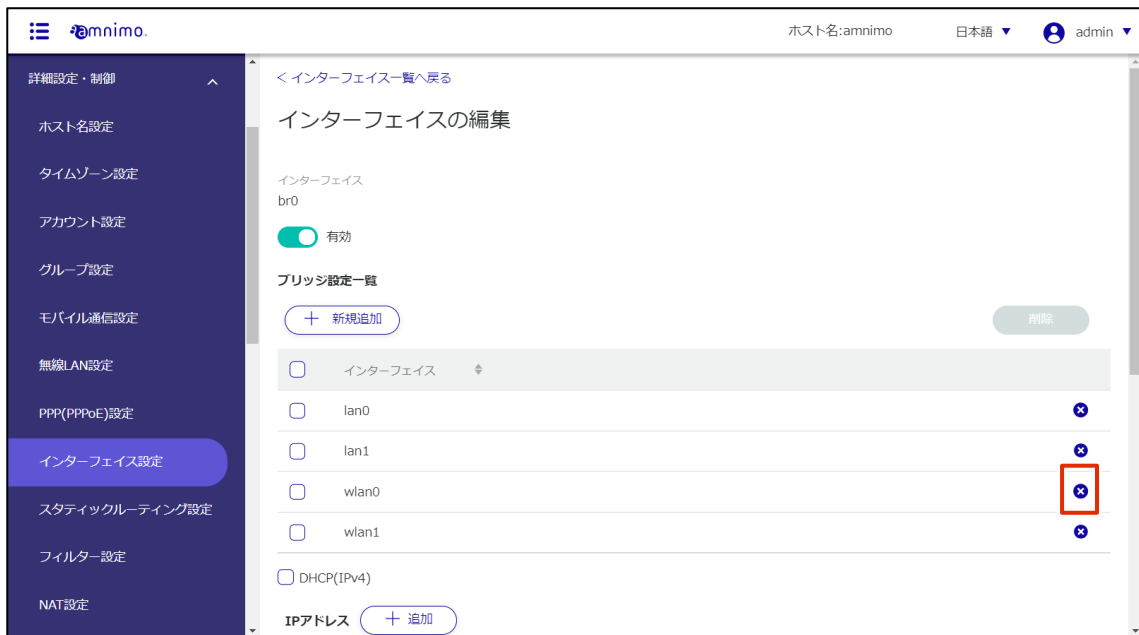 amnimo.
ホスト名:amnimo
日本語 ▼
admin ▼
詳細設定・制御
ホスト名設定
タイムゾーン設定
アカウント設定
グループ設定
モバイル通信設定
無線LAN設定
PPP(PPPoE)設定
インターフェイス設定
スタティックルーティング設定
フィルター設定
NAT設定
< インターフェイス一覧へ戻る
インターフェイスの編集
インターフェイス
br0
有効
ブリッジ設定一覧
+ 新規追加
削除
インターフェイス
lan0
lan1
wlan0
wlan1
DHCP(IPv4)
IPアドレス + 追加